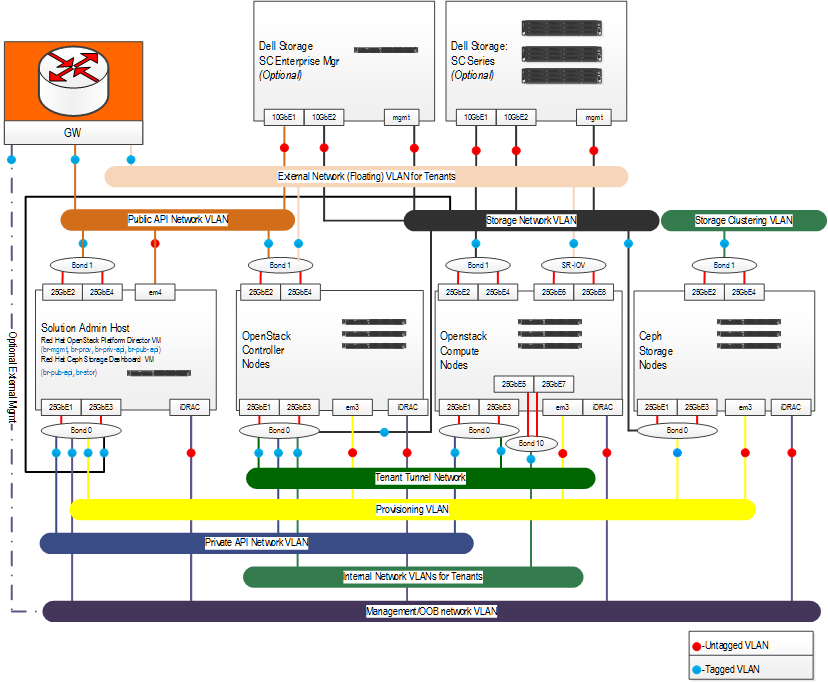 Dell Storage
SC Enterprise Mgr
(Optional)
10GbE1
10GbE2
mgmt
Dell Storage:
SC Series
(Optional)
10GbE1
10GbE2
mgmt
GW
External Network (Floating) VLAN for Tenants
Public API Network VLAN
Storage Network VLAN
Storage Clustering VLAN
Bond 1
Bond 1
Bond 1
SR-IOV
Bond 1
25GbE2
25GbE4
em4
25GbE2
25GbE4
25GbE2
25GbE4
25GbE6
25GbE8
25GbE2
25GbE4
Solution Admin Host
Red Hat OpenStack Platform Director VM
(br-mgmt, br-prov, br-priv-api, br-pub-api)
Red Hat Ceph Storage Dashboard VM
(br-pub-api, br-stor)
OpenStack
Controller
Nodes
Openstack
Compute
Nodes
Ceph
Storage
Nodes
25GbE5
25GbE7
25GbE1
25GbE3
iDRAC
25GbE1
25GbE3
em3
iDRAC
25GbE1
25GbE3
em3
iDRAC
25GbE1
25GbE3
em3
iDRAC
Bond 0
Bond 0
Bond 0
Bond 10
Bond 0
Optional External Mgmt
Tenant Tunnel Network
Provisioning VLAN
Private API Network VLAN
Internal Network VLANs for Tenants
Management/OOB network VLAN
-Untagged VLAN
-Tagged VLAN